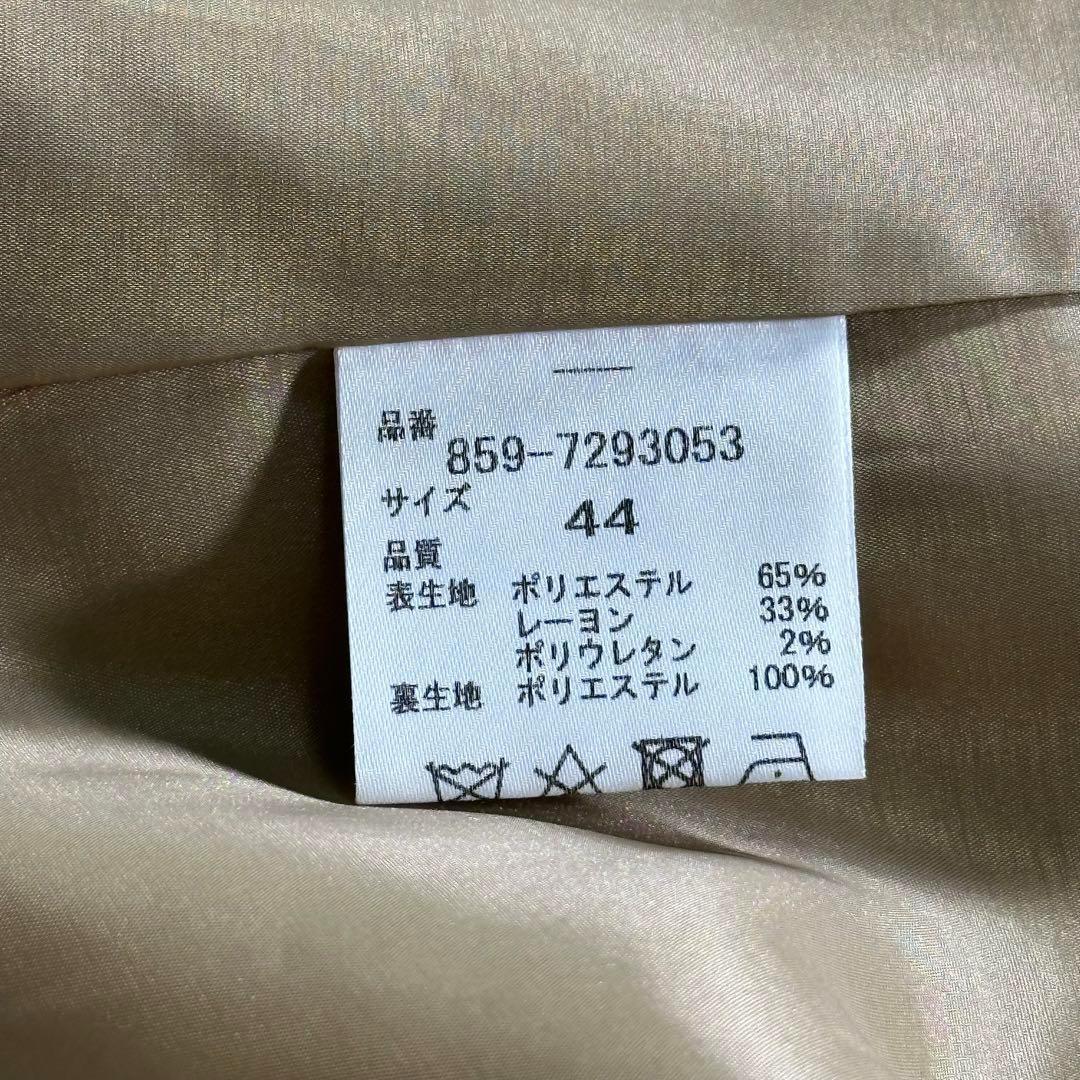 品番
859-7293053
サイズ 44
品質
表生地 ポリエステル 65%
レーヨン 33%
ポリウレタン 2%
裏生地 ポリエステル 100%